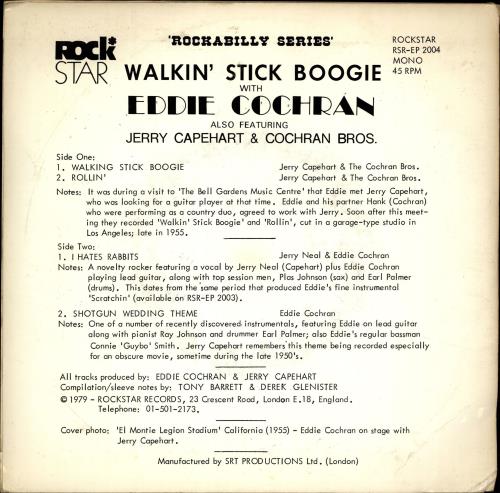 'ROCKABILLY SERIES'
ROCK* STAR
ROCKSTAR
RSR-EP 2004
MONO
45 RPM
WALKIN' STICK BOOGIE
WITH
EDDIE COCHRAN
ALSO FEATURING
JERRY CAPEHART & COCHRAN BROS.
Side One:
1. WALKING STICK BOOGIE Jerry Capehart & The Cochran Bros.
2. ROLLIN' Jerry Capehart & The Cochran Bros.
Notes: It was during a visit to 'The Bell Gardens Music Centre' that Eddie met Jerry Capehart,
who was looking for a guitar player at that time. Eddie and his partner Hank (Cochran)
who were performing as a country duo, agreed to work with Jerry. Soon after this meet-
ing they recorded 'Walkin' Stick Boogie' and 'Rollin', cut in a garage-type studio in
Los Angeles; late in 1955.
Side Two:
1. I HATES RABBITS Jerry Neal & Eddie Cochran
Notes: A novelty rocker featuring a vocal by Jerry Neal (Capehart) plus Eddie Cochran
playing lead guitar, along with top session men, Plas Johnson (sax) and Earl Palmer
(drums). This dates from the same period that produced Eddie's fine instrumental
'Scratchin' (available on RSR-EP 2003).
2. SHOTGUN WEDDING THEME Eddie Cochran
Notes: One of a number of recently discovered instrumentals, featuring Eddie on lead guitar
along with pianist Ray Johnson and drummer Earl Palmer; also Eddie's regular bassman
Connie 'Guybo' Smith. Jerry Capehart remembers this theme being recorded especially
for an obscure movie, sometime during the late 1950's.
All tracks produced by: EDDIE COCHRAN & JERRY CAPEHART
Compilation/sleeve notes by: TONY BARRETT & DEREK GLENISTER
© 1979 - ROCKSTAR RECORDS, 23 Crescent Road, London E.18, England.
Telephone: 01-501-2173.
Cover photo: 'El Montie Legion Stadium' California (1955) - Eddie Cochran on stage with
Jerry Capehart.
Manufactured by SRT PRODUCTIONS Ltd. (London)